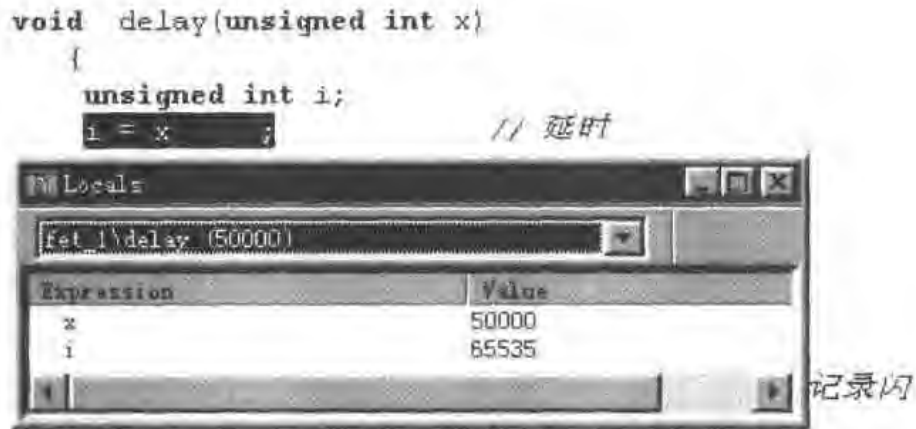 void delay(unsigned int x)
{
unsigned int i;
i = x ; // 延时
Locals
fet_1\delay (50000)
Expression Value
x 50000
i 65535
记录闪